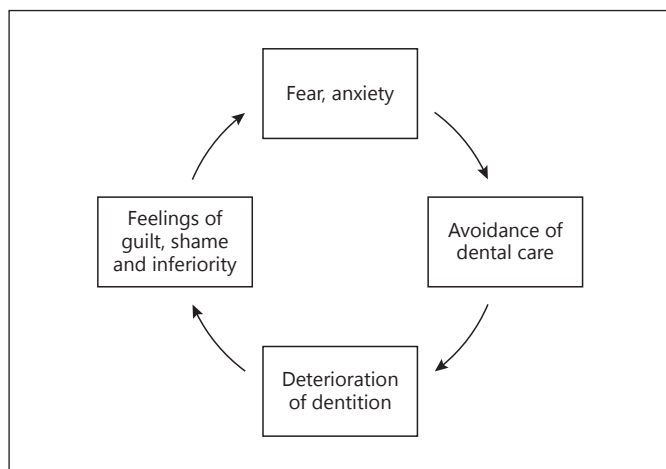 Fear, anxiety
Avoidance of
dental care
Deterioration
of dentition
Feelings of
guilt, shame
and inferiority